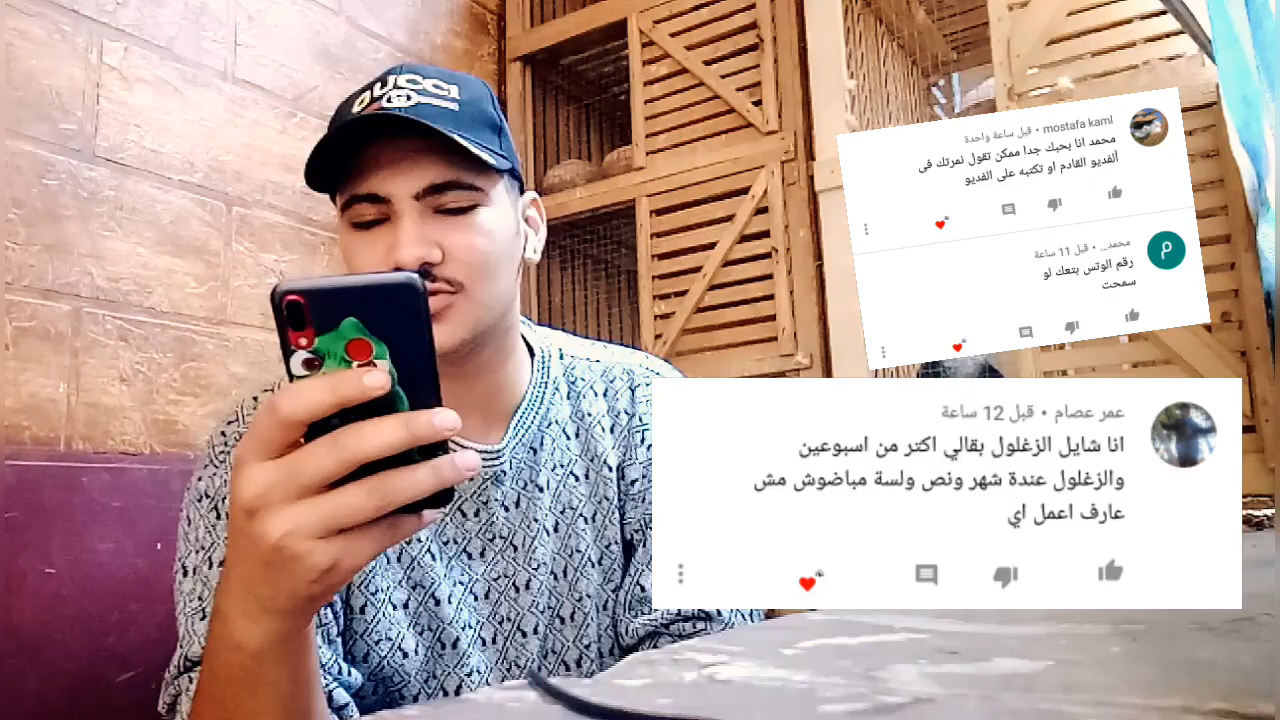 GUCCI
mostafa kaml • قبل ساعة واحدة
محمد انا بحبك جدا ممكن تقول نمرتك فى
ألفديو القادم او تكتبه على الفديو
محمد... • قبل 11 ساعة
رقم الوتس بتعك لو
سمحت
م
عمر عصام • قبل 12 ساعة
انا شايل الزغلول بقالي اكتر من اسبوعين
والزغلول عندة شهر ونص ولسة مباضوش مش
عارف اعمل اي